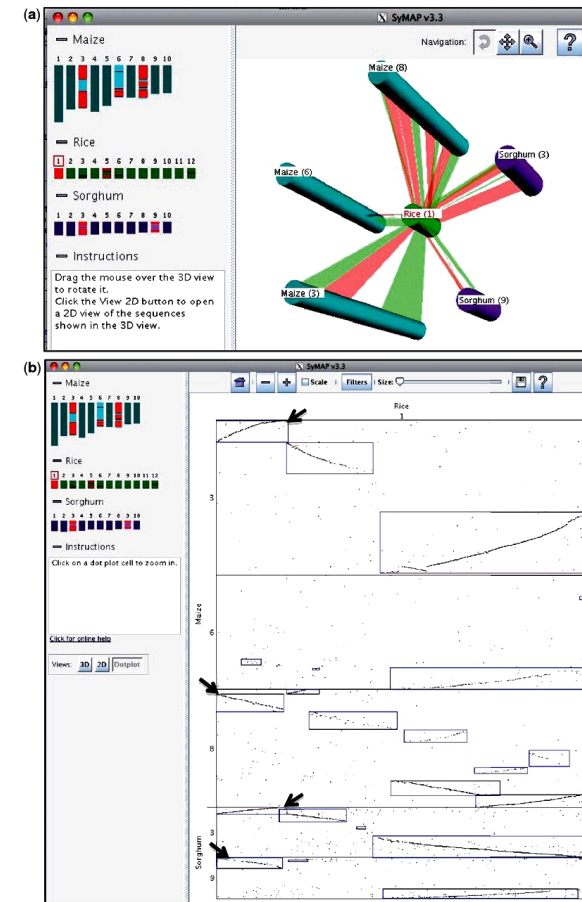 (a)
SyMAP v3.3
Maize
1 2 3 4 5 6 7 8 9 10
Rice
1 2 3 4 5 6 7 8 9 10 11 12
Sorghum
1 2 3 4 5 6 7 8 9 10
Instructions
Drag the mouse over the 3D view
to rotate it.
Click the View 2D button to open
a 2D view of the sequences
shown in the 3D view.
Navigation:
?
Maize (8)
Sorghum (3)
Maize (6)
Rice (1)
Maize (3)
Sorghum (9)
(b)
SyMAP v3.3
Maize
1 2 3 4 5 6 7 8 9 10
Rice
1 2 3 4 5 6 7 8 9 10 11 12
Sorghum
1 2 3 4 5 6 7 8 9 10
Instructions
Click on a dot plot cell to zoom in.
Click for online help
Views: 3D 2D Dotplot
Scale Filters Size: ?
Rice
1
Maize
3
6
8
Sorghum
3
9